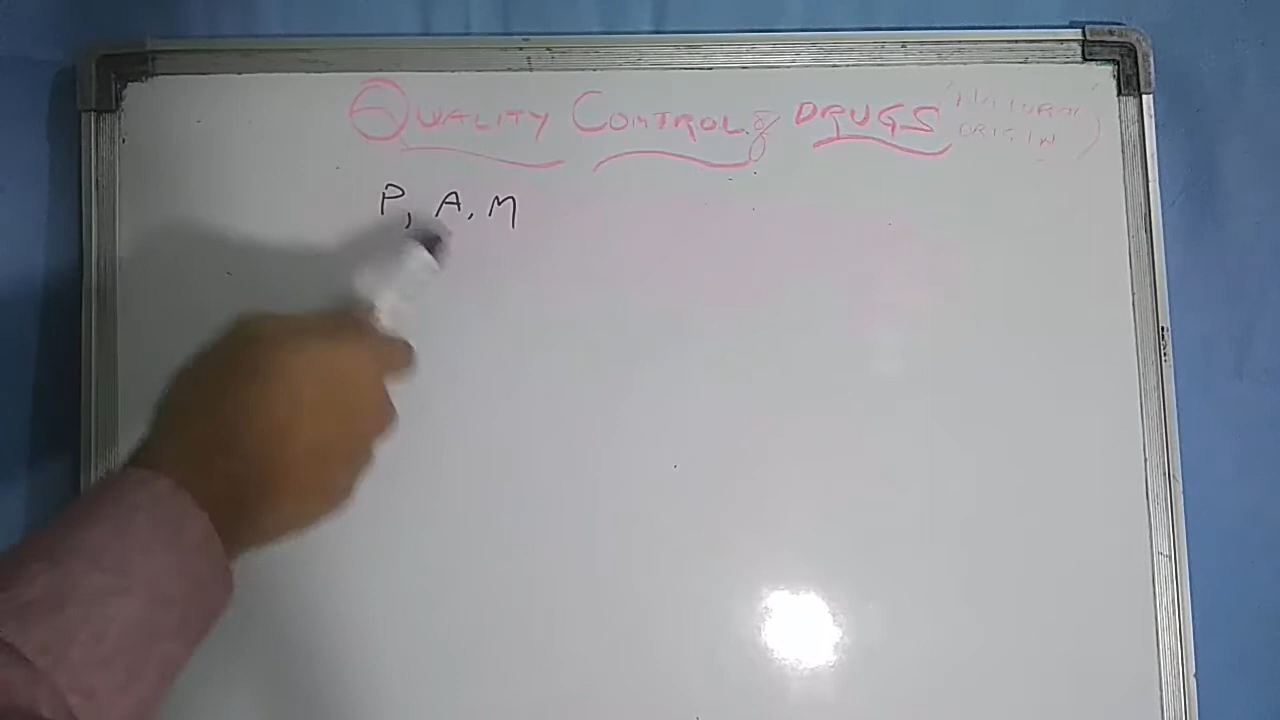 QUALITY CONTROL of DRUGS (NATURAL
ORIGIN)
P, A, M